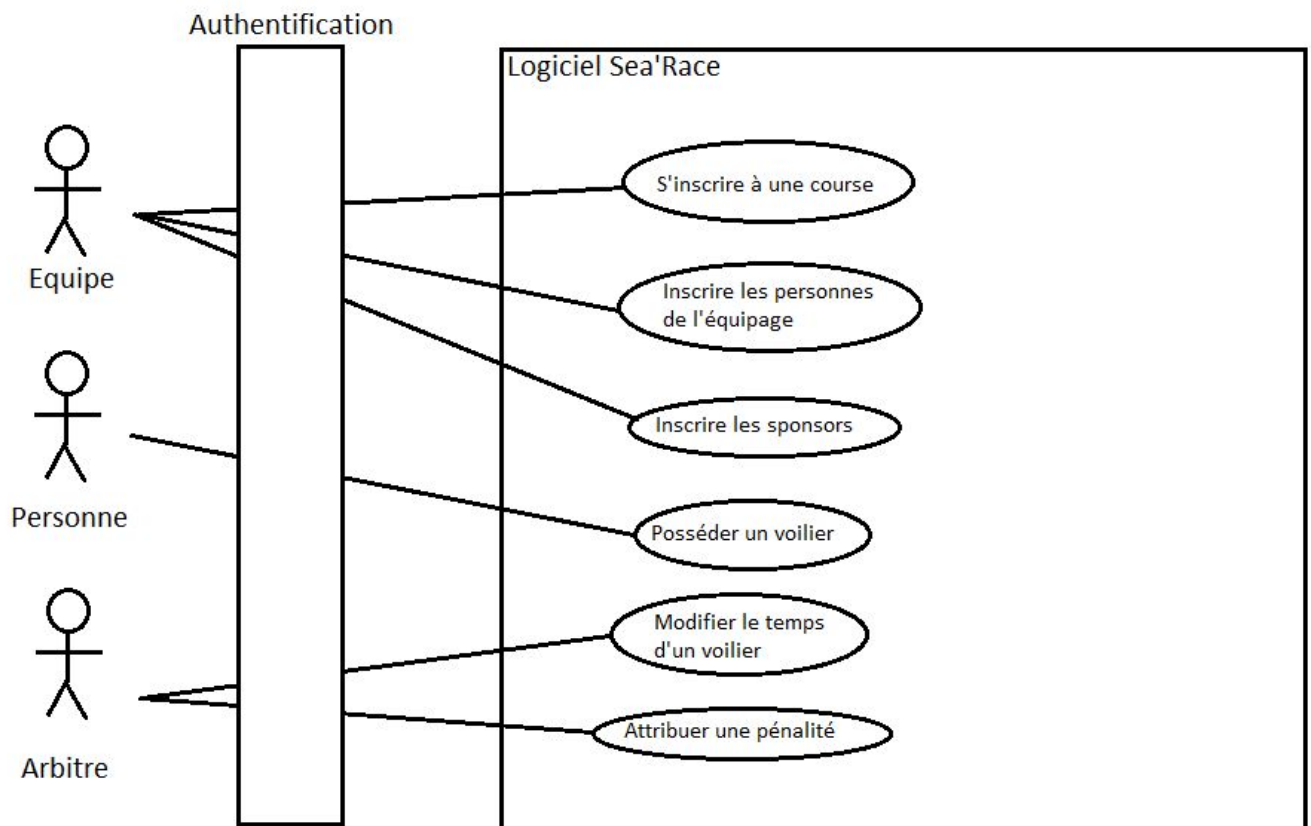 Authentification
Logiciel Sea'Race
S'inscrire à une course
Equipe
Inscrire les personnes
de l'équipage
Inscrire les sponsors
Personne
Posséder un voilier
Modifier le temps
d'un voilier
Attribuer une pénalité
Arbitre